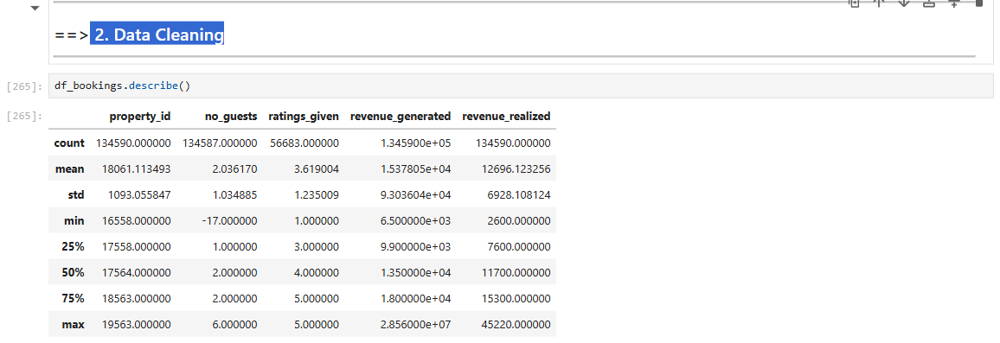 ==> 2. Data Cleaning
[265]: df_bookings.describe()
[265]: property_id no_guests ratings_given revenue_generated revenue_realized
count 134590.000000 134587.000000 56683.000000 1.345900e+05 134590.000000
mean 18061.113493 2.036170 3.619004 1.537805e+04 12696.123256
std 1093.055847 1.034885 1.235009 9.303604e+04 6928.108124
min 16558.000000 -17.000000 1.000000 6.500000e+03 2600.000000
25% 17558.000000 1.000000 3.000000 9.900000e+03 7600.000000
50% 17564.000000 2.000000 4.000000 1.350000e+04 11700.000000
75% 18563.000000 2.000000 5.000000 1.800000e+04 15300.000000
max 19563.000000 6.000000 5.000000 2.856000e+07 45220.000000